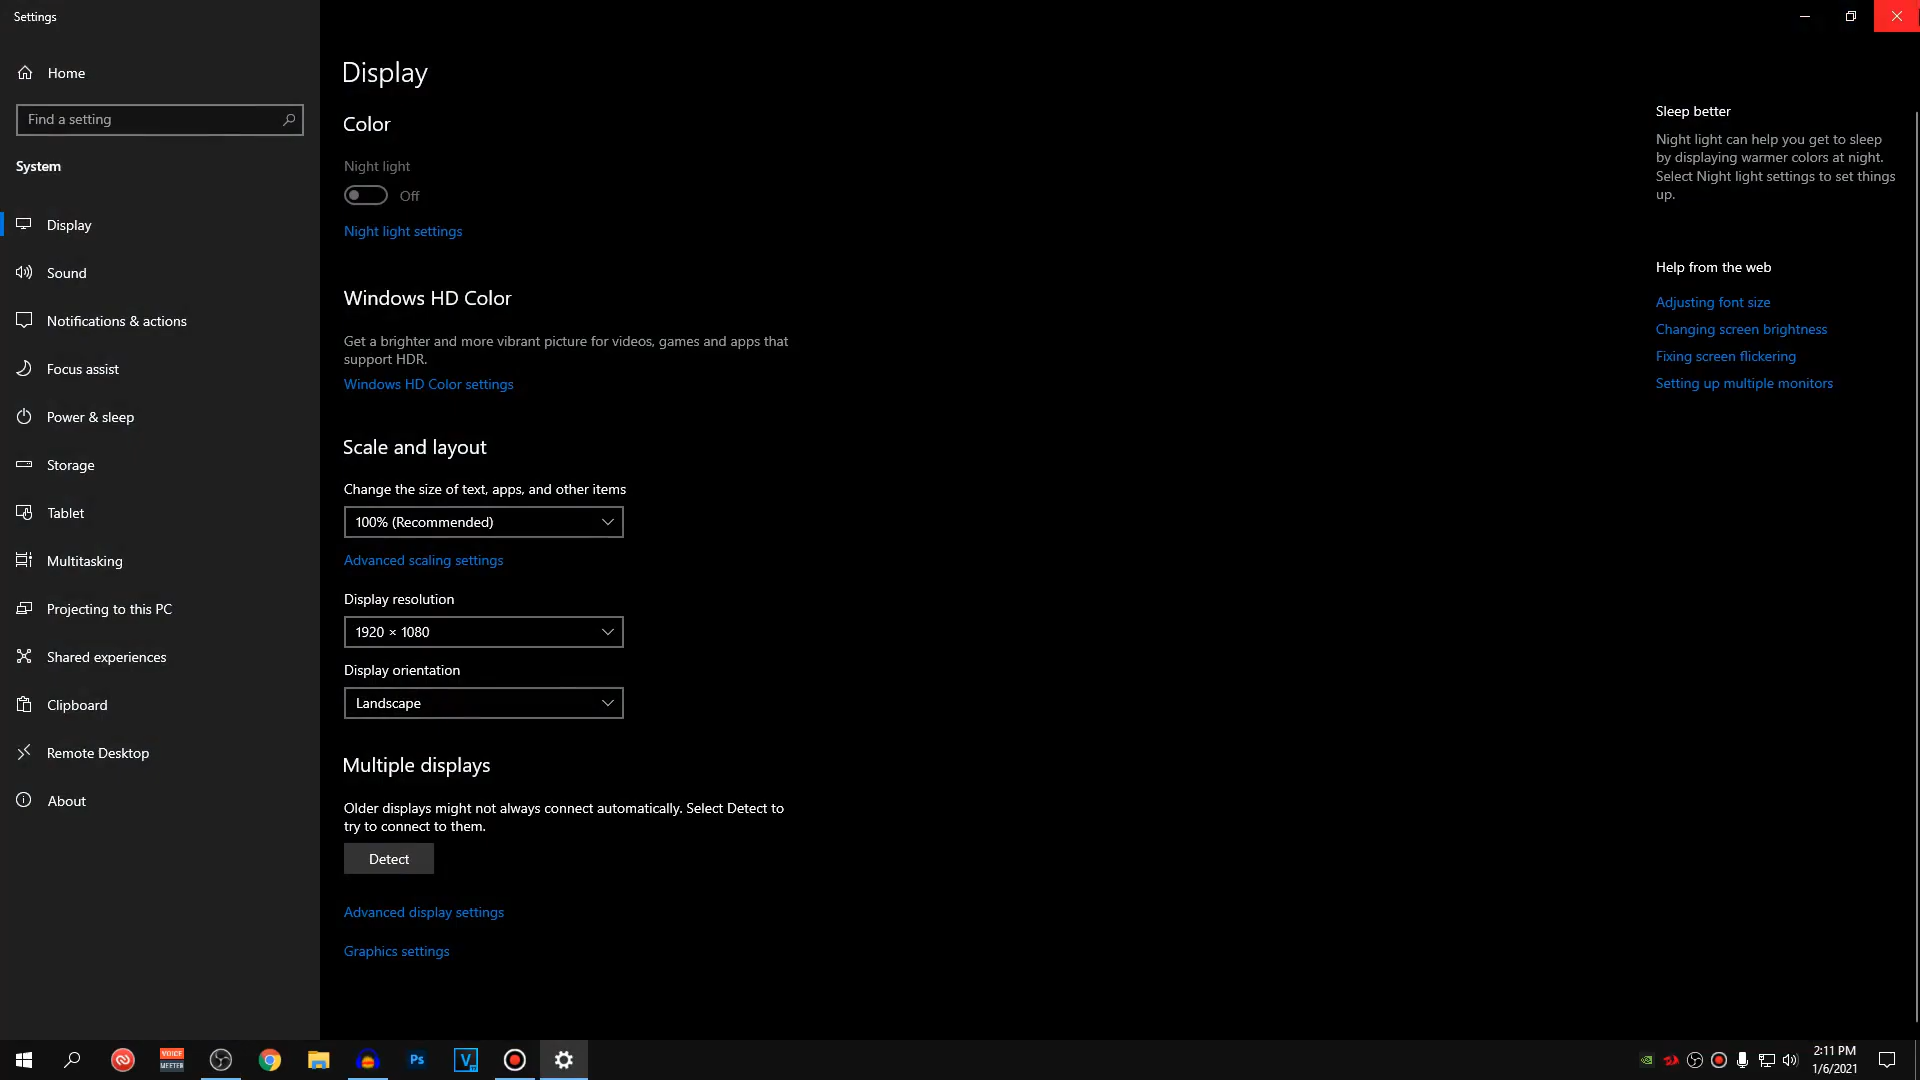 Settings
Home
Find a setting
System
Display
Sound
Notifications & actions
Focus assist
Power & sleep
Storage
Tablet
Multitasking
Projecting to this PC
Shared experiences
Clipboard
Remote Desktop
About
Display
Color
Night light
Off
Night light settings
Windows HD Color
Get a brighter and more vibrant picture for videos, games and apps that
support HDR.
Windows HD Color settings
Scale and layout
Change the size of text, apps, and other items
100% (Recommended)
Advanced scaling settings
Display resolution
1920 × 1080
Display orientation
Landscape
Multiple displays
Older displays might not always connect automatically. Select Detect to
try to connect to them.
Detect
Advanced display settings
Graphics settings
Sleep better
Night light can help you get to sleep
by displaying warmer colors at night.
Select Night light settings to set things
up.
Help from the web
Adjusting font size
Changing screen brightness
Fixing screen flickering
Setting up multiple monitors
VOICE
MEETER
Ps
V
2:11 PM
1/6/2021